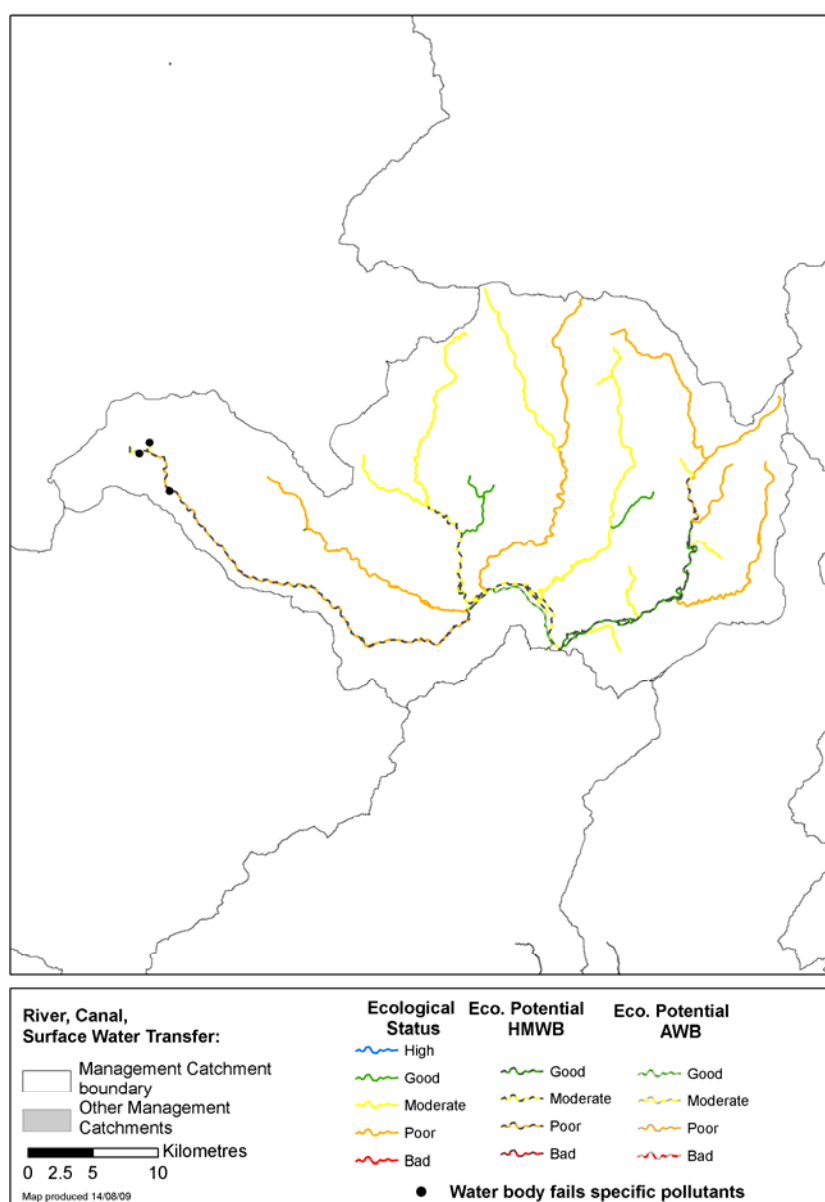 River, Canal,
Surface Water Transfer:
Management Catchment
boundary
Other Management
Catchments
Kilometres
0 2.5 5 10
Map produced 14/08/09
Ecological
Status
High
Good
Moderate
Poor
Bad
Eco. Potential
HMWB
Good
Moderate
Poor
Bad
Eco. Potential
AWB
Good
Moderate
Poor
Bad
Water body fails specific pollutants